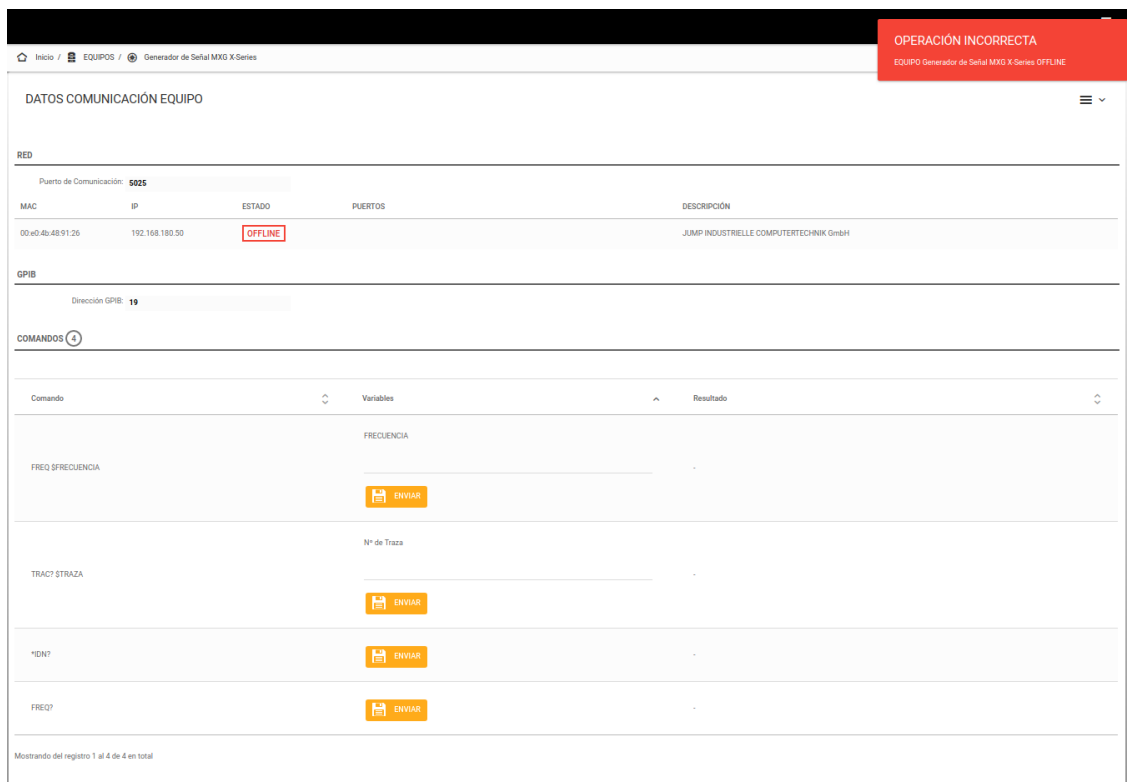 OPERACIÓN INCORRECTA
EQUIPO Generador de Señal MXG X-Series OFFLINE
Inicio / EQUIPOS / Generador de Señal MXG X-Series
DATOS COMUNICACIÓN EQUIPO
RED
Puerto de Comunicación: 5025
MAC IP ESTADO PUERTOS DESCRIPCIÓN
00:e0:4b:48:91:26 192.168.180.50 OFFLINE JUMP INDUSTRIELLE COMPUTERTECHNIK GmbH
GPIB
Dirección GPIB: 19
COMANDOS 4
Comando Variables Resultado
FRECUENCIA
FREQ $FRECUENCIA -
ENVIAR
Nº de Traza
TRAC? $TRAZA -
ENVIAR
*IDN? ENVIAR -
FREQ? ENVIAR -
Mostrando del registro 1 al 4 de 4 en total